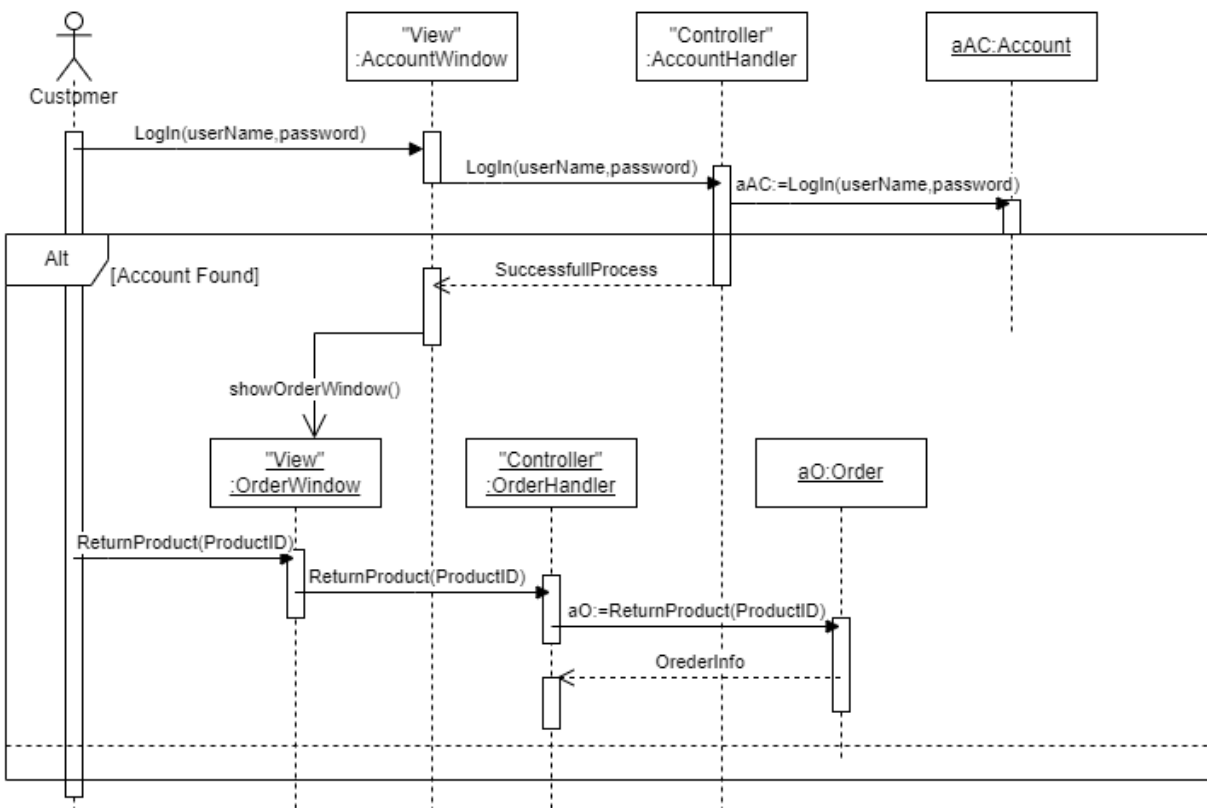 "View"
:AccountWindow
"Controller"
:AccountHandler
aAC:Account
Customer
LogIn(userName,password)
LogIn(userName,password)
aAC:=LogIn(userName,password)
Alt
[Account Found]
SuccessfullProcess
showOrderWindow()
"View"
:OrderWindow
"Controller"
:OrderHandler
aO:Order
ReturnProduct(ProductID)
ReturnProduct(ProductID)
aO:=ReturnProduct(ProductID)
OrederInfo